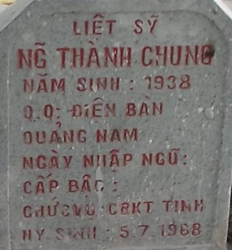 LIỆT SỸ
NG̃ THÀNH CHUNG
NĂM SINH : 1938
Q.Q: ĐIỆN BÀN
QUẢNG NAM
NGÀY NHẬP NGŨ :
CẤP BẬC :
CHỨC VỤ : CBKT TỈNH
HY SINH : 5.7.1968